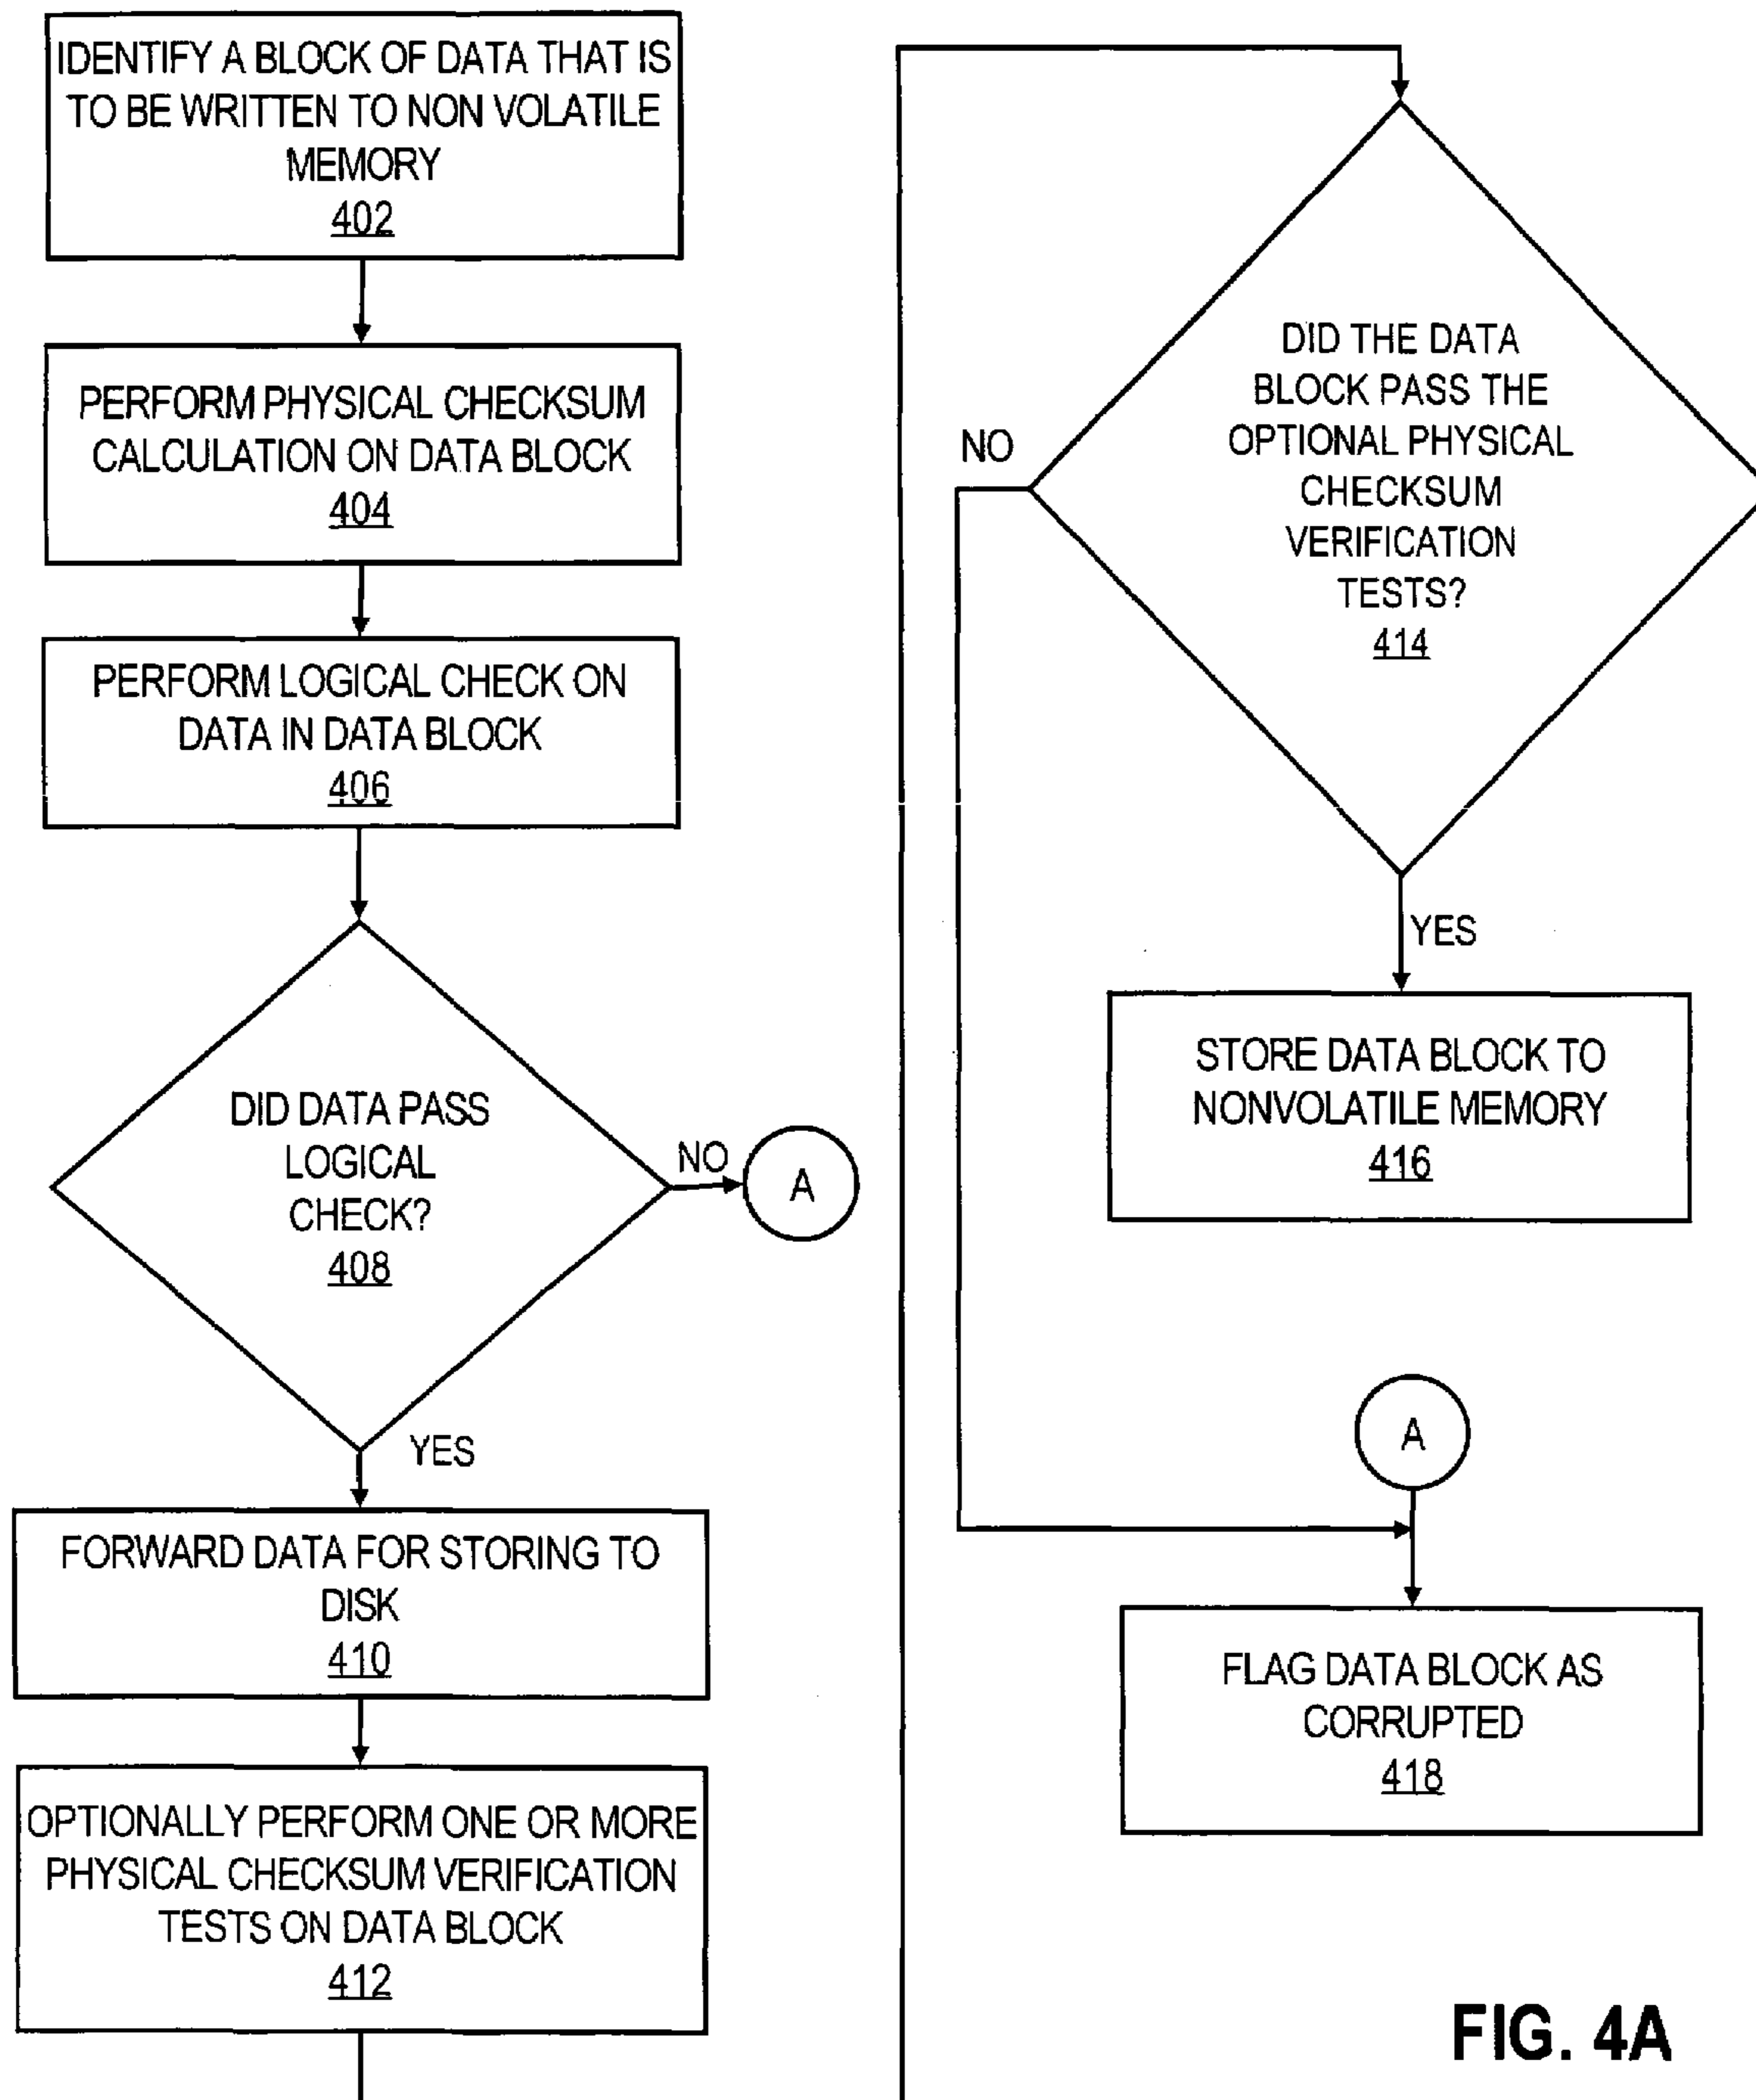 IDENTIFY A BLOCK OF DATA THAT IS
TO BE WRITTEN TO NON VOLATILE
MEMORY
402
PERFORM PHYSICAL CHECKSUM
CALCULATION ON DATA BLOCK
404
PERFORM LOGICAL CHECK ON
DATA IN DATA BLOCK
406
DID DATA PASS
LOGICAL
CHECK?
408
NO
A
YES
FORWARD DATA FOR STORING TO
DISK
410
OPTIONALLY PERFORM ONE OR MORE
PHYSICAL CHECKSUM VERIFICATION
TESTS ON DATA BLOCK
412
DID THE DATA
BLOCK PASS THE
OPTIONAL PHYSICAL
CHECKSUM
VERIFICATION
TESTS?
414
NO
YES
STORE DATA BLOCK TO
NONVOLATILE MEMORY
416
A
FLAG DATA BLOCK AS
CORRUPTED
418
FIG. 4A